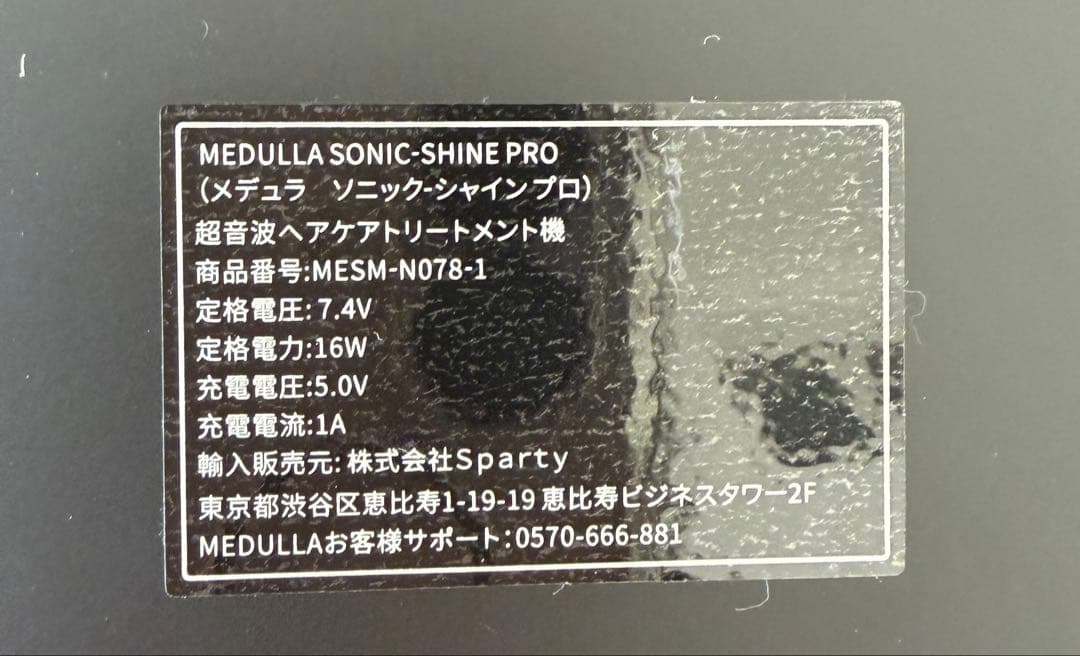 MEDULLA SONIC-SHINE PRO
(メデュラ　ソニック-シャインプロ)
超音波ヘアケアトリートメント機
商品番号:MESM-N078-1
定格電圧: 7.4V
定格電力:16W
充電電圧:5.0V
充電電流:1A
輸入販売元: 株式会社Sparty
東京都渋谷区恵比寿1-19-19 恵比寿ビジネスタワー2F
MEDULLAお客様サポート:0570-666-881